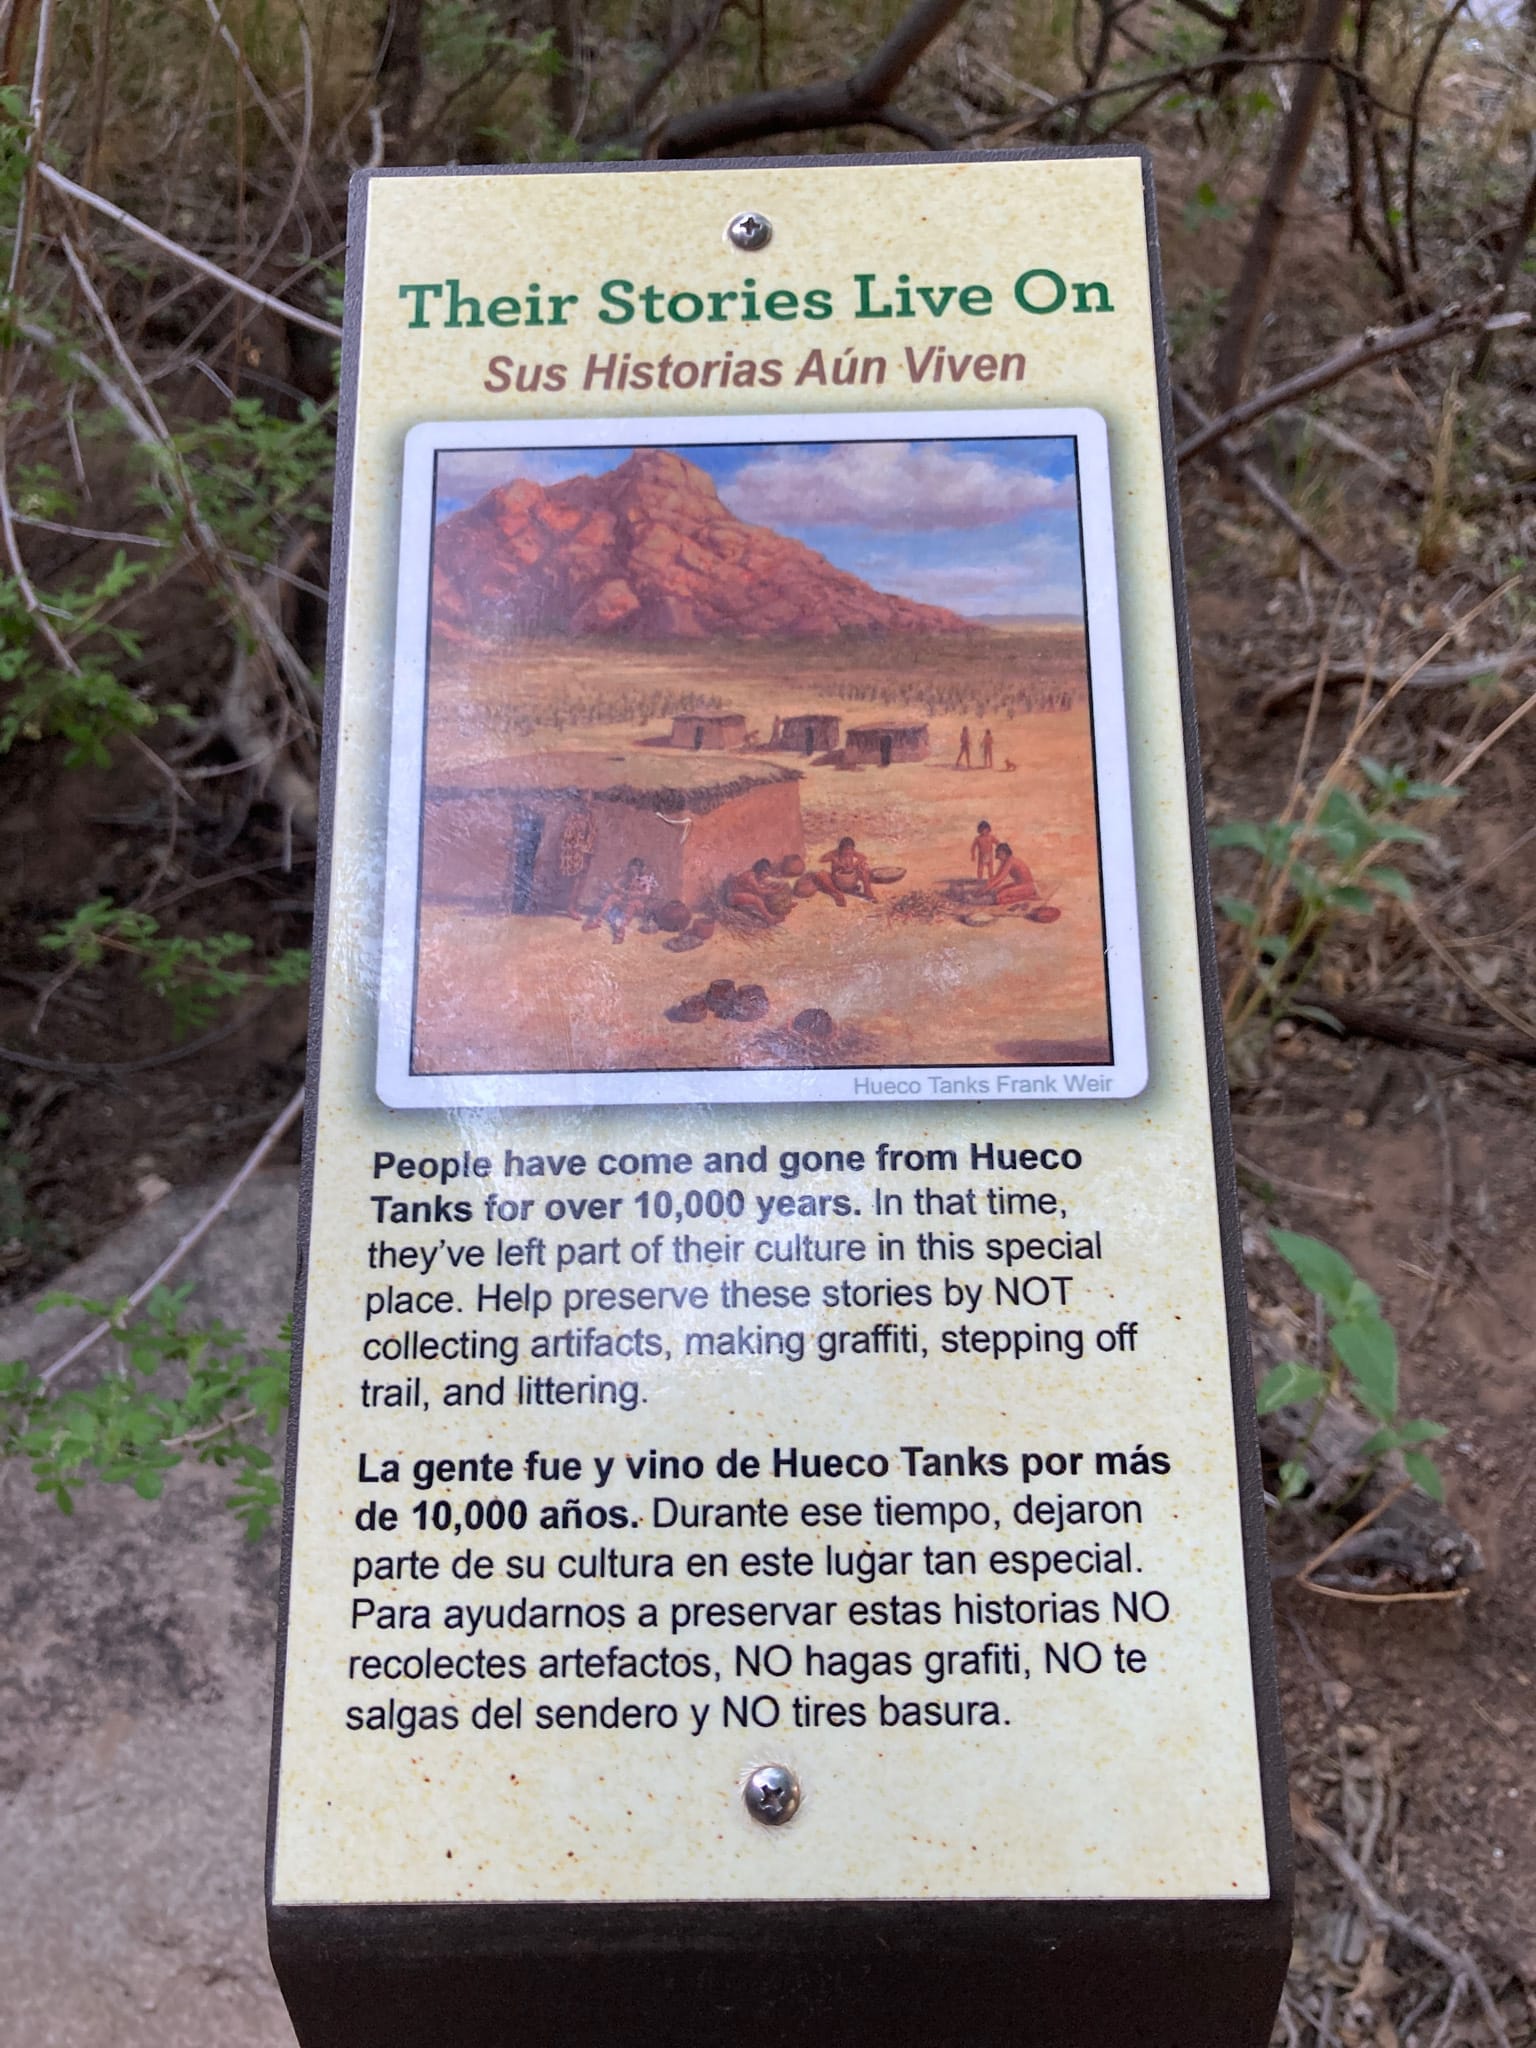 Their Stories Live On
Sus Historias Aún Viven
Hueco Tanks Frank Weir
People have come and gone from Hueco
Tanks for over 10,000 years. In that time,
they've left part of their culture in this special
place. Help preserve these stories by NOT
collecting artifacts, making graffiti, stepping off
trail, and littering.
La gente fue y vino de Hueco Tanks por más
de 10,000 años. Durante ese tiempo, dejaron
parte de su cultura en este lugar tan especial.
Para ayudarnos a preservar estas historias NO
recolectes artefactos, NO hagas grafiti, NO te
salgas del sendero y NO tires basura.